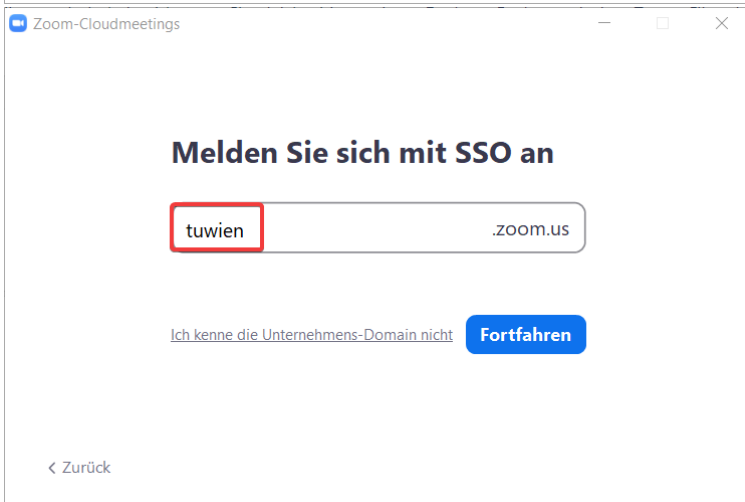 Zoom-Cloudmeetings
Melden Sie sich mit SSO an
tuwien .zoom.us
Ich kenne die Unternehmens-Domain nicht Fortfahren
< Zurück